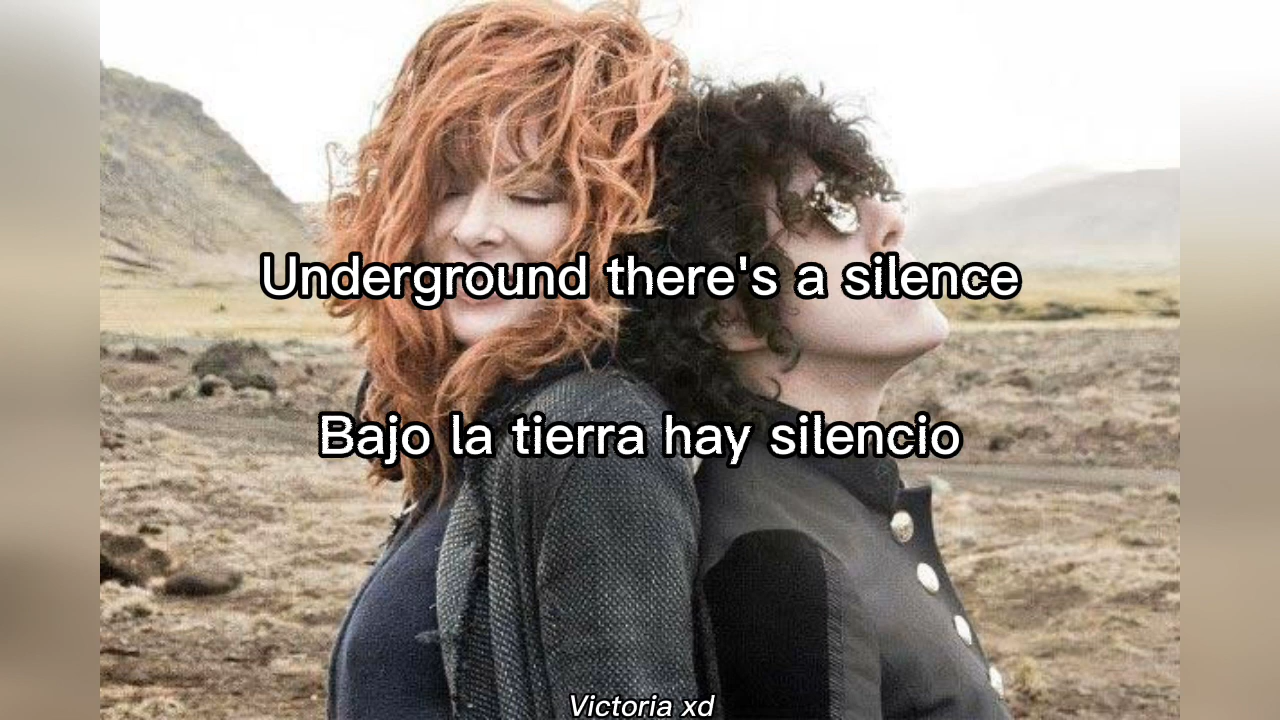 Underground there's a silence
Bajo la tierra hay silencio
Victoria xd